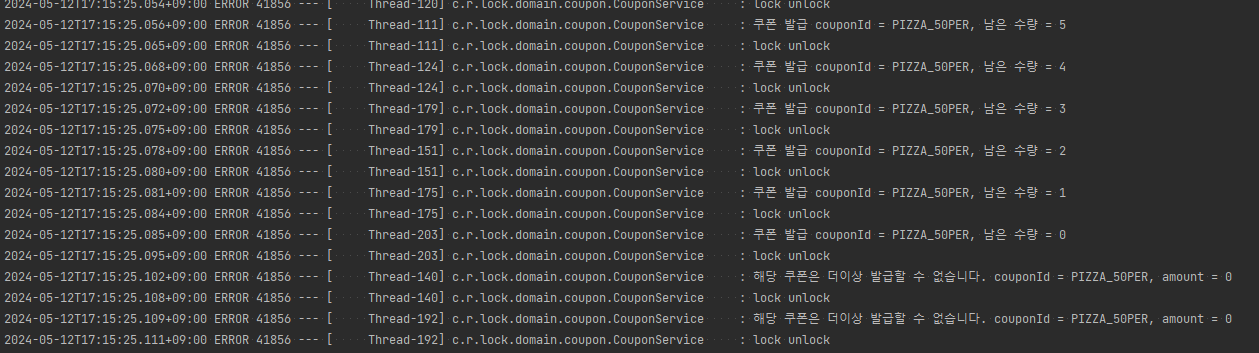 2024-05-12T17:15:25.054+09:00 ERROR 41856 --- [     Thread-120] c.r.lock.domain.coupon.CouponService     : lock unlock
2024-05-12T17:15:25.056+09:00 ERROR 41856 --- [     Thread-111] c.r.lock.domain.coupon.CouponService     : 쿠폰 발급 couponId = PIZZA_50PER, 남은 수량 = 5
2024-05-12T17:15:25.065+09:00 ERROR 41856 --- [     Thread-111] c.r.lock.domain.coupon.CouponService     : lock unlock
2024-05-12T17:15:25.068+09:00 ERROR 41856 --- [     Thread-124] c.r.lock.domain.coupon.CouponService     : 쿠폰 발급 couponId = PIZZA_50PER, 남은 수량 = 4
2024-05-12T17:15:25.070+09:00 ERROR 41856 --- [     Thread-124] c.r.lock.domain.coupon.CouponService     : lock unlock
2024-05-12T17:15:25.072+09:00 ERROR 41856 --- [     Thread-179] c.r.lock.domain.coupon.CouponService     : 쿠폰 발급 couponId = PIZZA_50PER, 남은 수량 = 3
2024-05-12T17:15:25.075+09:00 ERROR 41856 --- [     Thread-179] c.r.lock.domain.coupon.CouponService     : lock unlock
2024-05-12T17:15:25.078+09:00 ERROR 41856 --- [     Thread-151] c.r.lock.domain.coupon.CouponService     : 쿠폰 발급 couponId = PIZZA_50PER, 남은 수량 = 2
2024-05-12T17:15:25.080+09:00 ERROR 41856 --- [     Thread-151] c.r.lock.domain.coupon.CouponService     : lock unlock
2024-05-12T17:15:25.081+09:00 ERROR 41856 --- [     Thread-175] c.r.lock.domain.coupon.CouponService     : 쿠폰 발급 couponId = PIZZA_50PER, 남은 수량 = 1
2024-05-12T17:15:25.084+09:00 ERROR 41856 --- [     Thread-175] c.r.lock.domain.coupon.CouponService     : lock unlock
2024-05-12T17:15:25.085+09:00 ERROR 41856 --- [     Thread-203] c.r.lock.domain.coupon.CouponService     : 쿠폰 발급 couponId = PIZZA_50PER, 남은 수량 = 0
2024-05-12T17:15:25.095+09:00 ERROR 41856 --- [     Thread-203] c.r.lock.domain.coupon.CouponService     : lock unlock
2024-05-12T17:15:25.102+09:00 ERROR 41856 --- [     Thread-140] c.r.lock.domain.coupon.CouponService     : 해당 쿠폰은 더이상 발급할 수 없습니다. couponId = PIZZA_50PER, amount = 0
2024-05-12T17:15:25.108+09:00 ERROR 41856 --- [     Thread-140] c.r.lock.domain.coupon.CouponService     : lock unlock
2024-05-12T17:15:25.109+09:00 ERROR 41856 --- [     Thread-192] c.r.lock.domain.coupon.CouponService     : 해당 쿠폰은 더이상 발급할 수 없습니다. couponId = PIZZA_50PER, amount = 0
2024-05-12T17:15:25.111+09:00 ERROR 41856 --- [     Thread-192] c.r.lock.domain.coupon.CouponService     : lock unlock